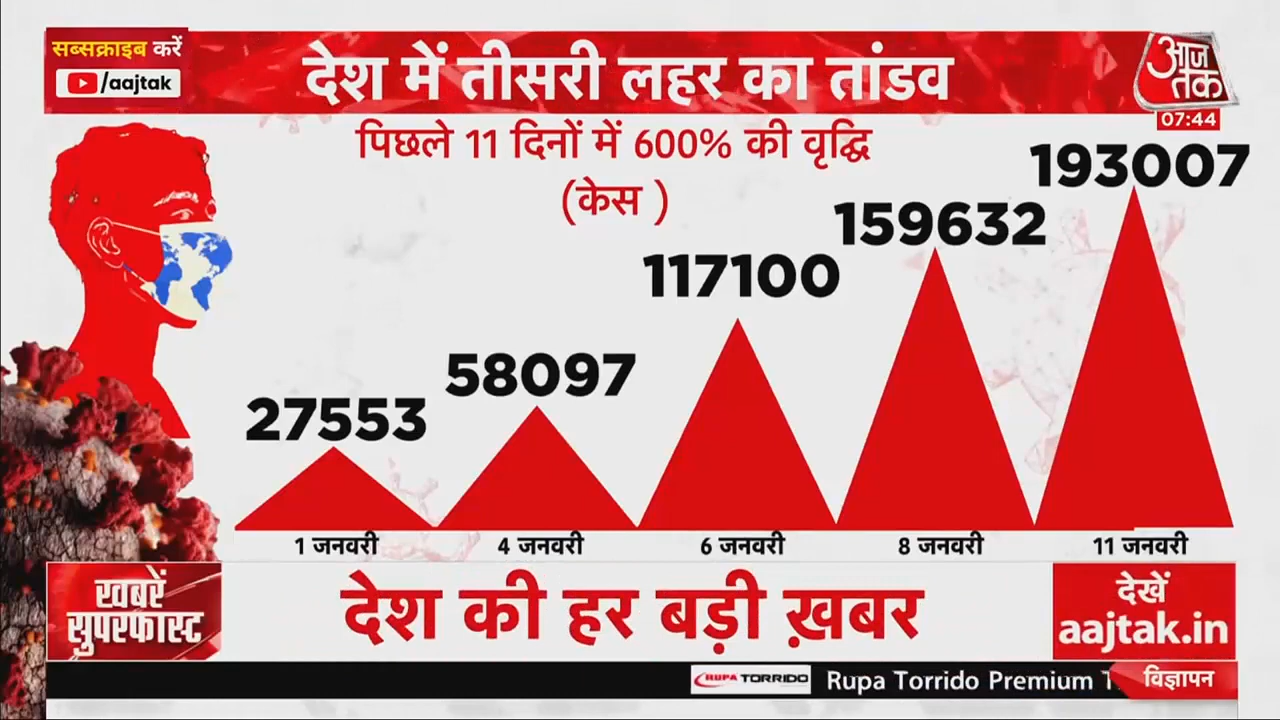 सब्सक्राइब करें
/aajtak
देश में तीसरी लहर का तांडव
आज तक
07:44
पिछले 11 दिनों में 600% की वृद्धि
(केस )
27553
58097
117100
159632
193007
1 जनवरी
4 जनवरी
6 जनवरी
8 जनवरी
11 जनवरी
ख़बरें
सुपरफास्ट
देश की हर बड़ी ख़बर
देखें
aajtak.in
RUPA TORRIDO
Rupa Torrido Premium T
विज्ञापन